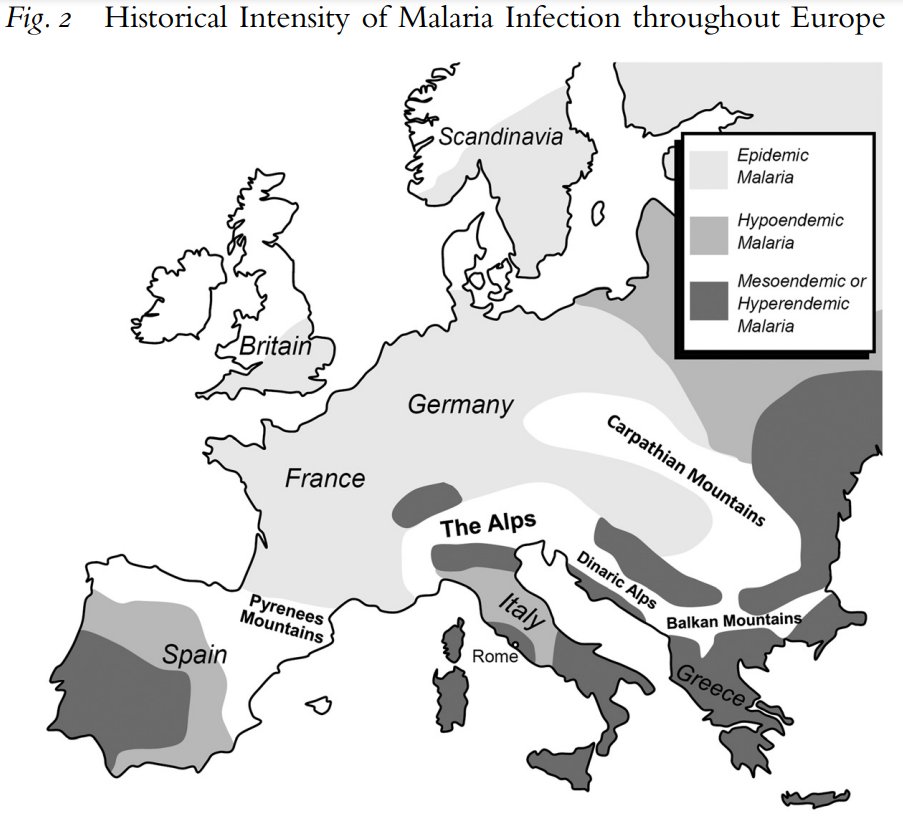 Fig. 2 Historical Intensity of Malaria Infection throughout Europe
Scandinavia
Epidemic
Malaria
Hypoendemic
Malaria
Mesoendemic or
Hyperendemic
Malaria
Britain
Germany
France
Carpathian Mountains
The Alps
Dinaric Alps
Pyrenees
Mountains
Italy
Balkan Mountains
Spain
Rome
Greece